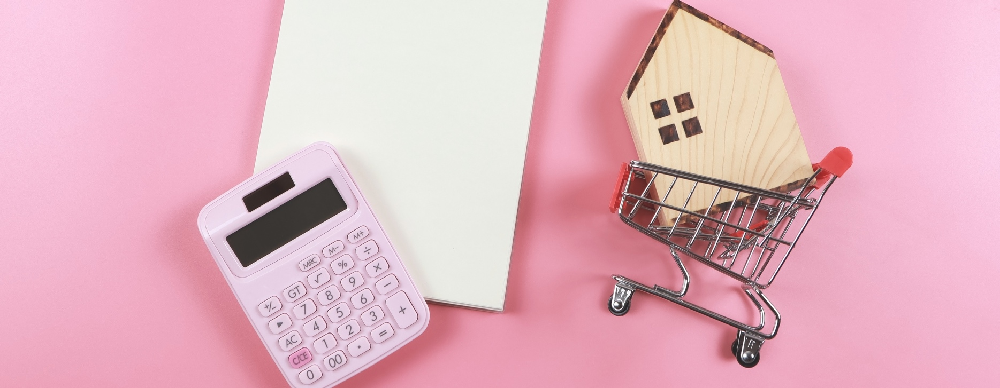 MRC M- M+
GT √ % ÷
+/- 7 8 9 ×
▶ 4 5 6 −
AC 1 2 3 +
C/CE 0 00 . =